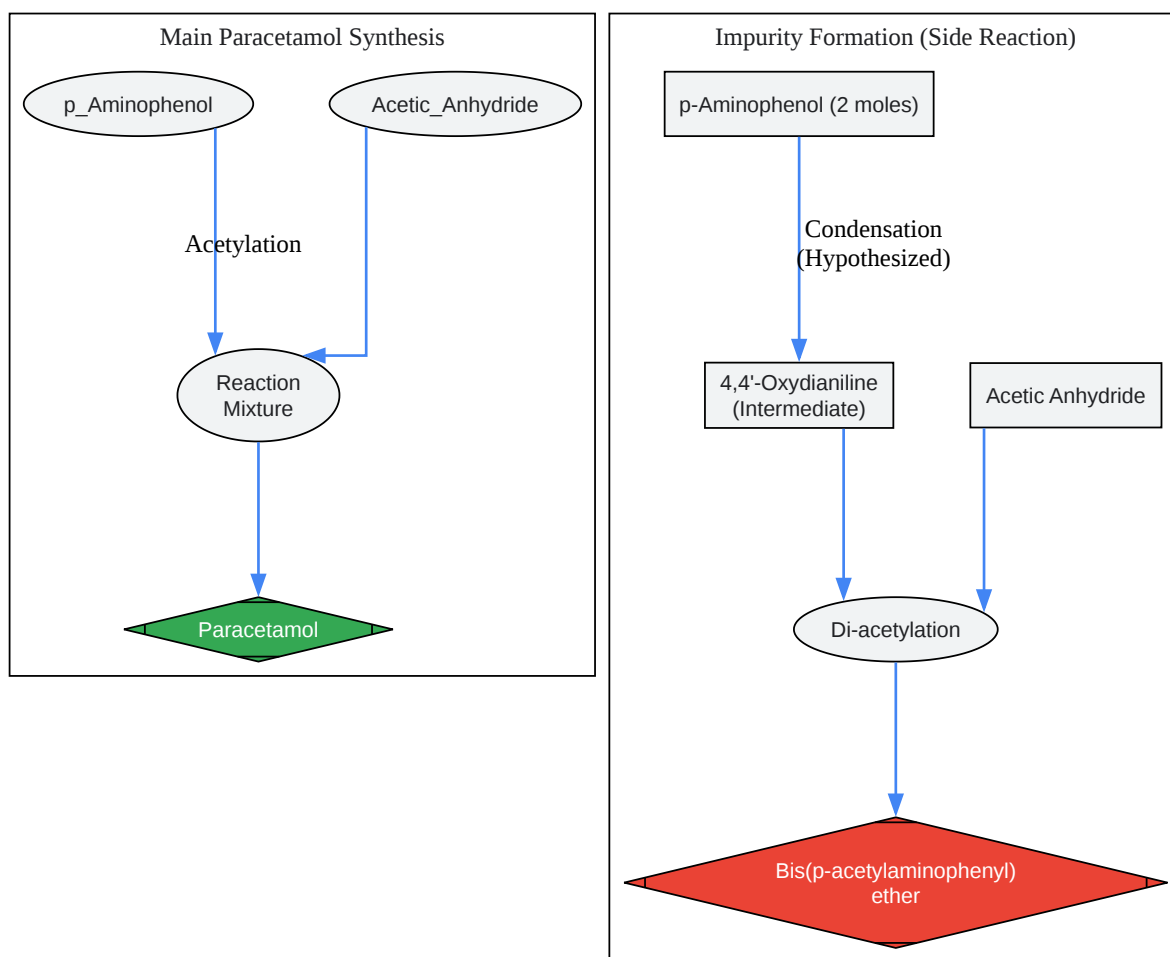 Main Paracetamol Synthesis
p_Aminophenol
Acetic_Anhydride
Acetylation
Reaction
Mixture
Paracetamol
Impurity Formation (Side Reaction)
p-Aminophenol (2 moles)
Condensation
(Hypothesized)
4,4'-Oxydianiline
(Intermediate)
Acetic Anhydride
Di-acetylation
Bis(p-acetylaminophenyl)
ether